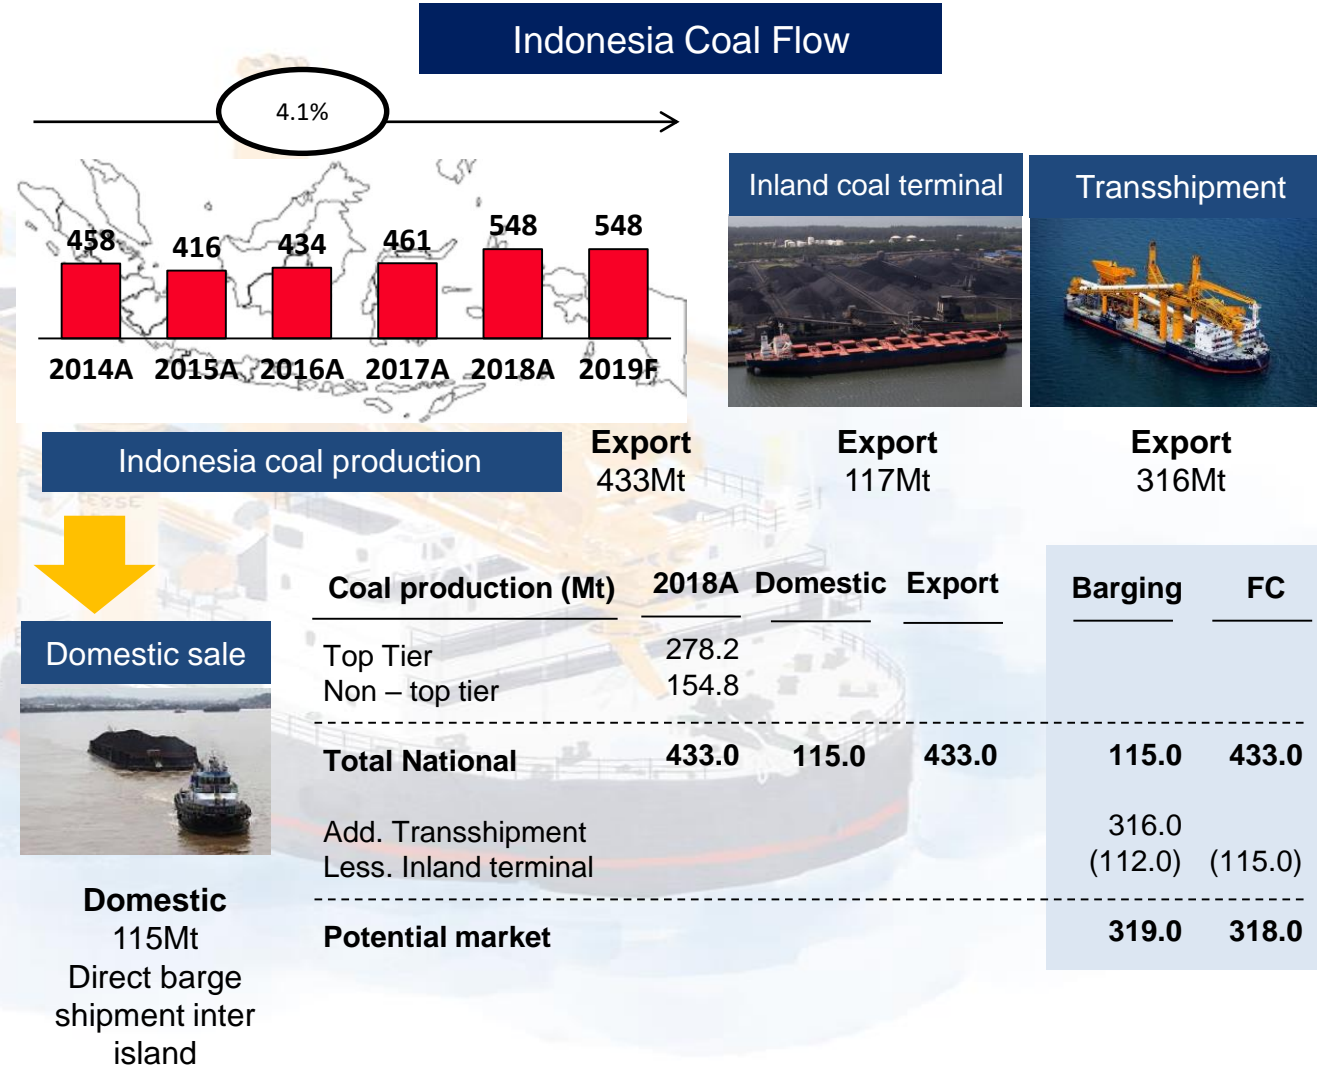 Indonesia Coal Flow
4.1%
458 416 434 461 548 548
2014A 2015A 2016A 2017A 2018A 2019F
Indonesia coal production
Inland coal terminal
Transshipment
Export
433Mt
Export
117Mt
Export
316Mt
Domestic sale
Domestic
115Mt
Direct barge
shipment inter
island
Coal production (Mt) 2018A Domestic Export Barging FC
Top Tier 278.2
Non – top tier 154.8
Total National 433.0 115.0 433.0 115.0 433.0
Add. Transshipment 316.0
Less. Inland terminal (112.0) (115.0)
Potential market 319.0 318.0